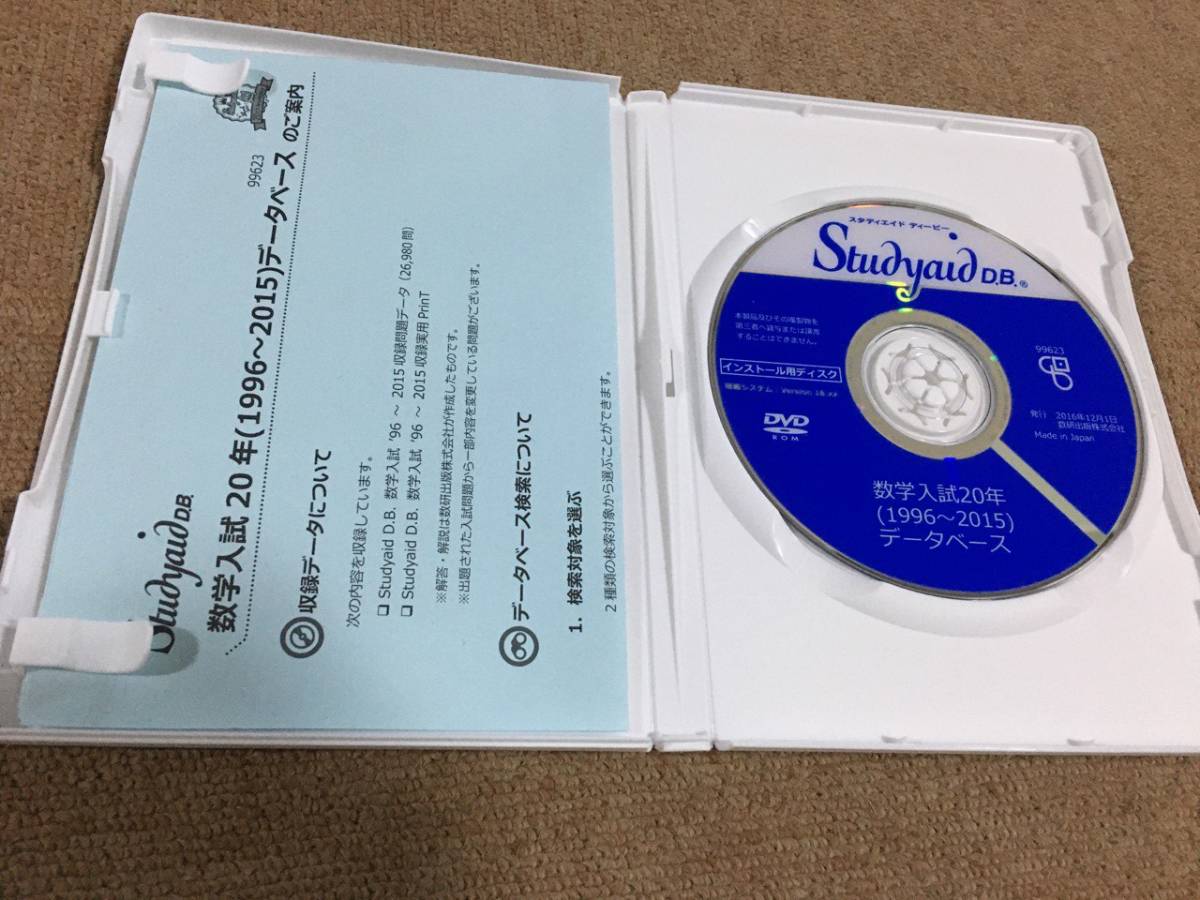 Studyaid D.B.
99623
数学入試20年(1996～2015)データベース のご案内
収録データについて
次の内容を収録しています。
❏ Studyaid D.B. 数学入試 '96 ～ 2015 収録問題データ (26,980 問)
❏ Studyaid D.B. 数学入試 '96 ～ 2015 収録実用 PrinT
※解答・解説は数研出版株式会社が作成したものです。
※出題された入試問題から一部内容を変更している問題がございます。
データベース検索について
1. 検索対象を選ぶ
2 種類の検索対象から選ぶことができます。
スタディエイド ディービー
Studyaid D.B.®
本製品及びその複製物を
第三者へ貸与または譲渡
することはできません。
インストール用ディスク
システム：Version 16.xx
DVD
ROM
99623
発行 2016年12月1日
数研出版株式会社
Made in Japan
数学入試20年
(1996～2015)
データベース